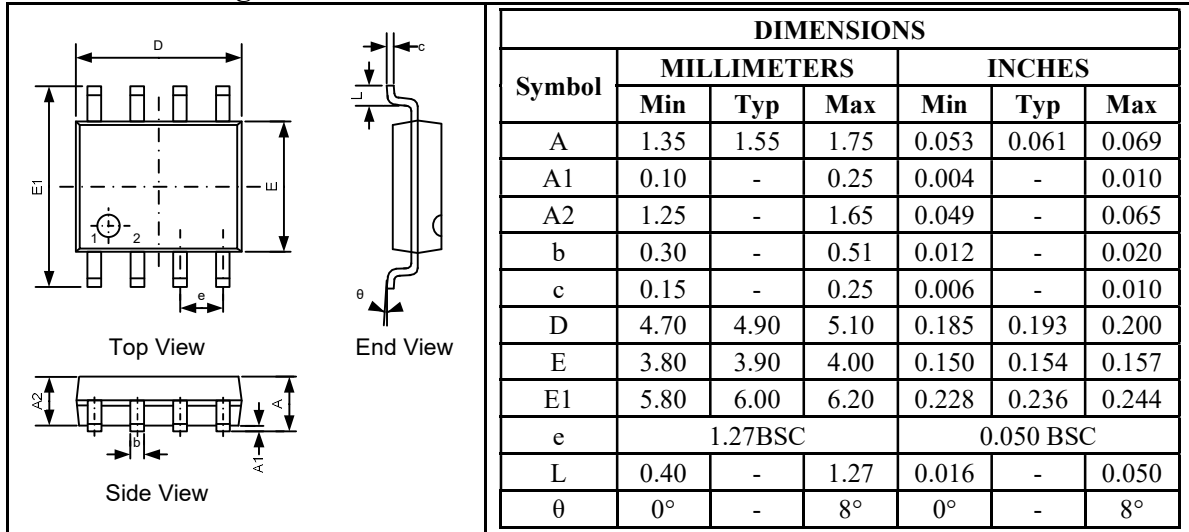 D
E1
E
1
2
e
Top View
c
L
θ
End View
A2
A
b
A1
Side View
DIMENSIONS
Symbol MILLIMETERS INCHES
Min Typ Max Min Typ Max
A 1.35 1.55 1.75 0.053 0.061 0.069
A1 0.10 - 0.25 0.004 - 0.010
A2 1.25 - 1.65 0.049 - 0.065
b 0.30 - 0.51 0.012 - 0.020
c 0.15 - 0.25 0.006 - 0.010
D 4.70 4.90 5.10 0.185 0.193 0.200
E 3.80 3.90 4.00 0.150 0.154 0.157
E1 5.80 6.00 6.20 0.228 0.236 0.244
e 1.27BSC 0.050 BSC
L 0.40 - 1.27 0.016 - 0.050
θ 0° - 8° 0° - 8°